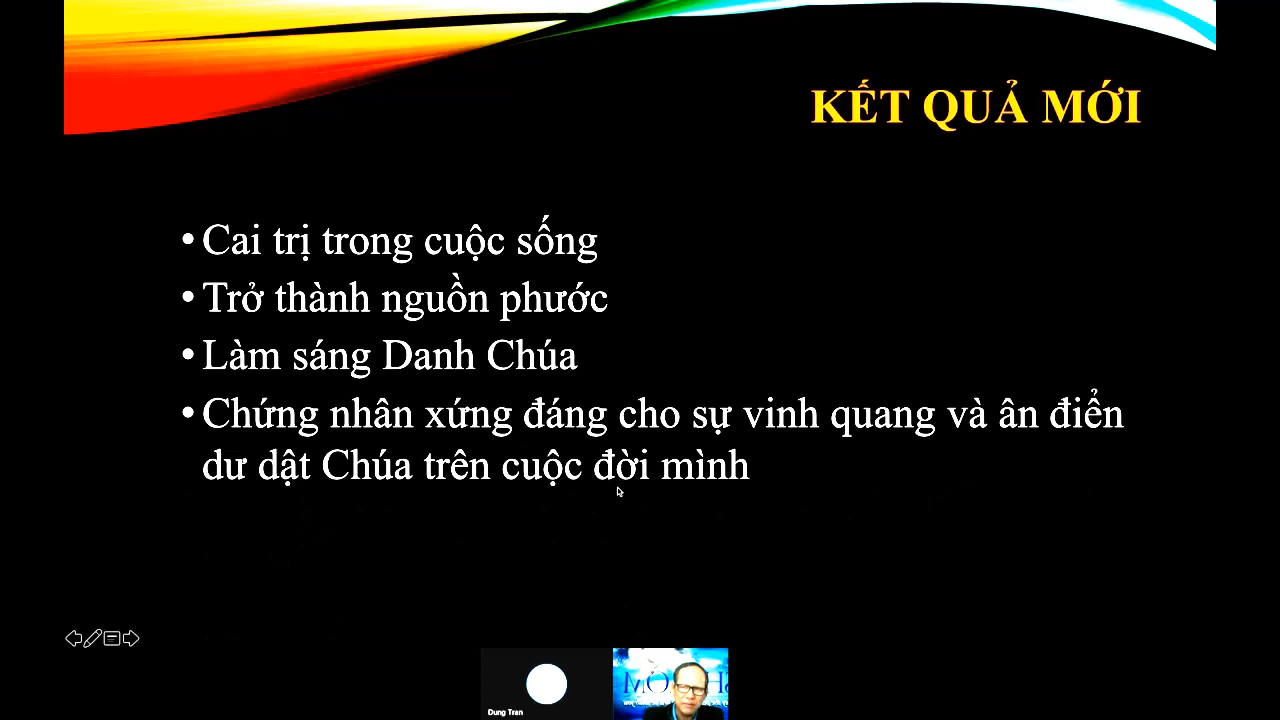 KẾT QUẢ MỚI
• Cai trị trong cuộc sống
• Trở thành nguồn phước
• Làm sáng Danh Chúa
• Chứng nhân xứng đáng cho sự vinh quang và ân điển
dư dật Chúa trên cuộc đời mình
Dung Tran